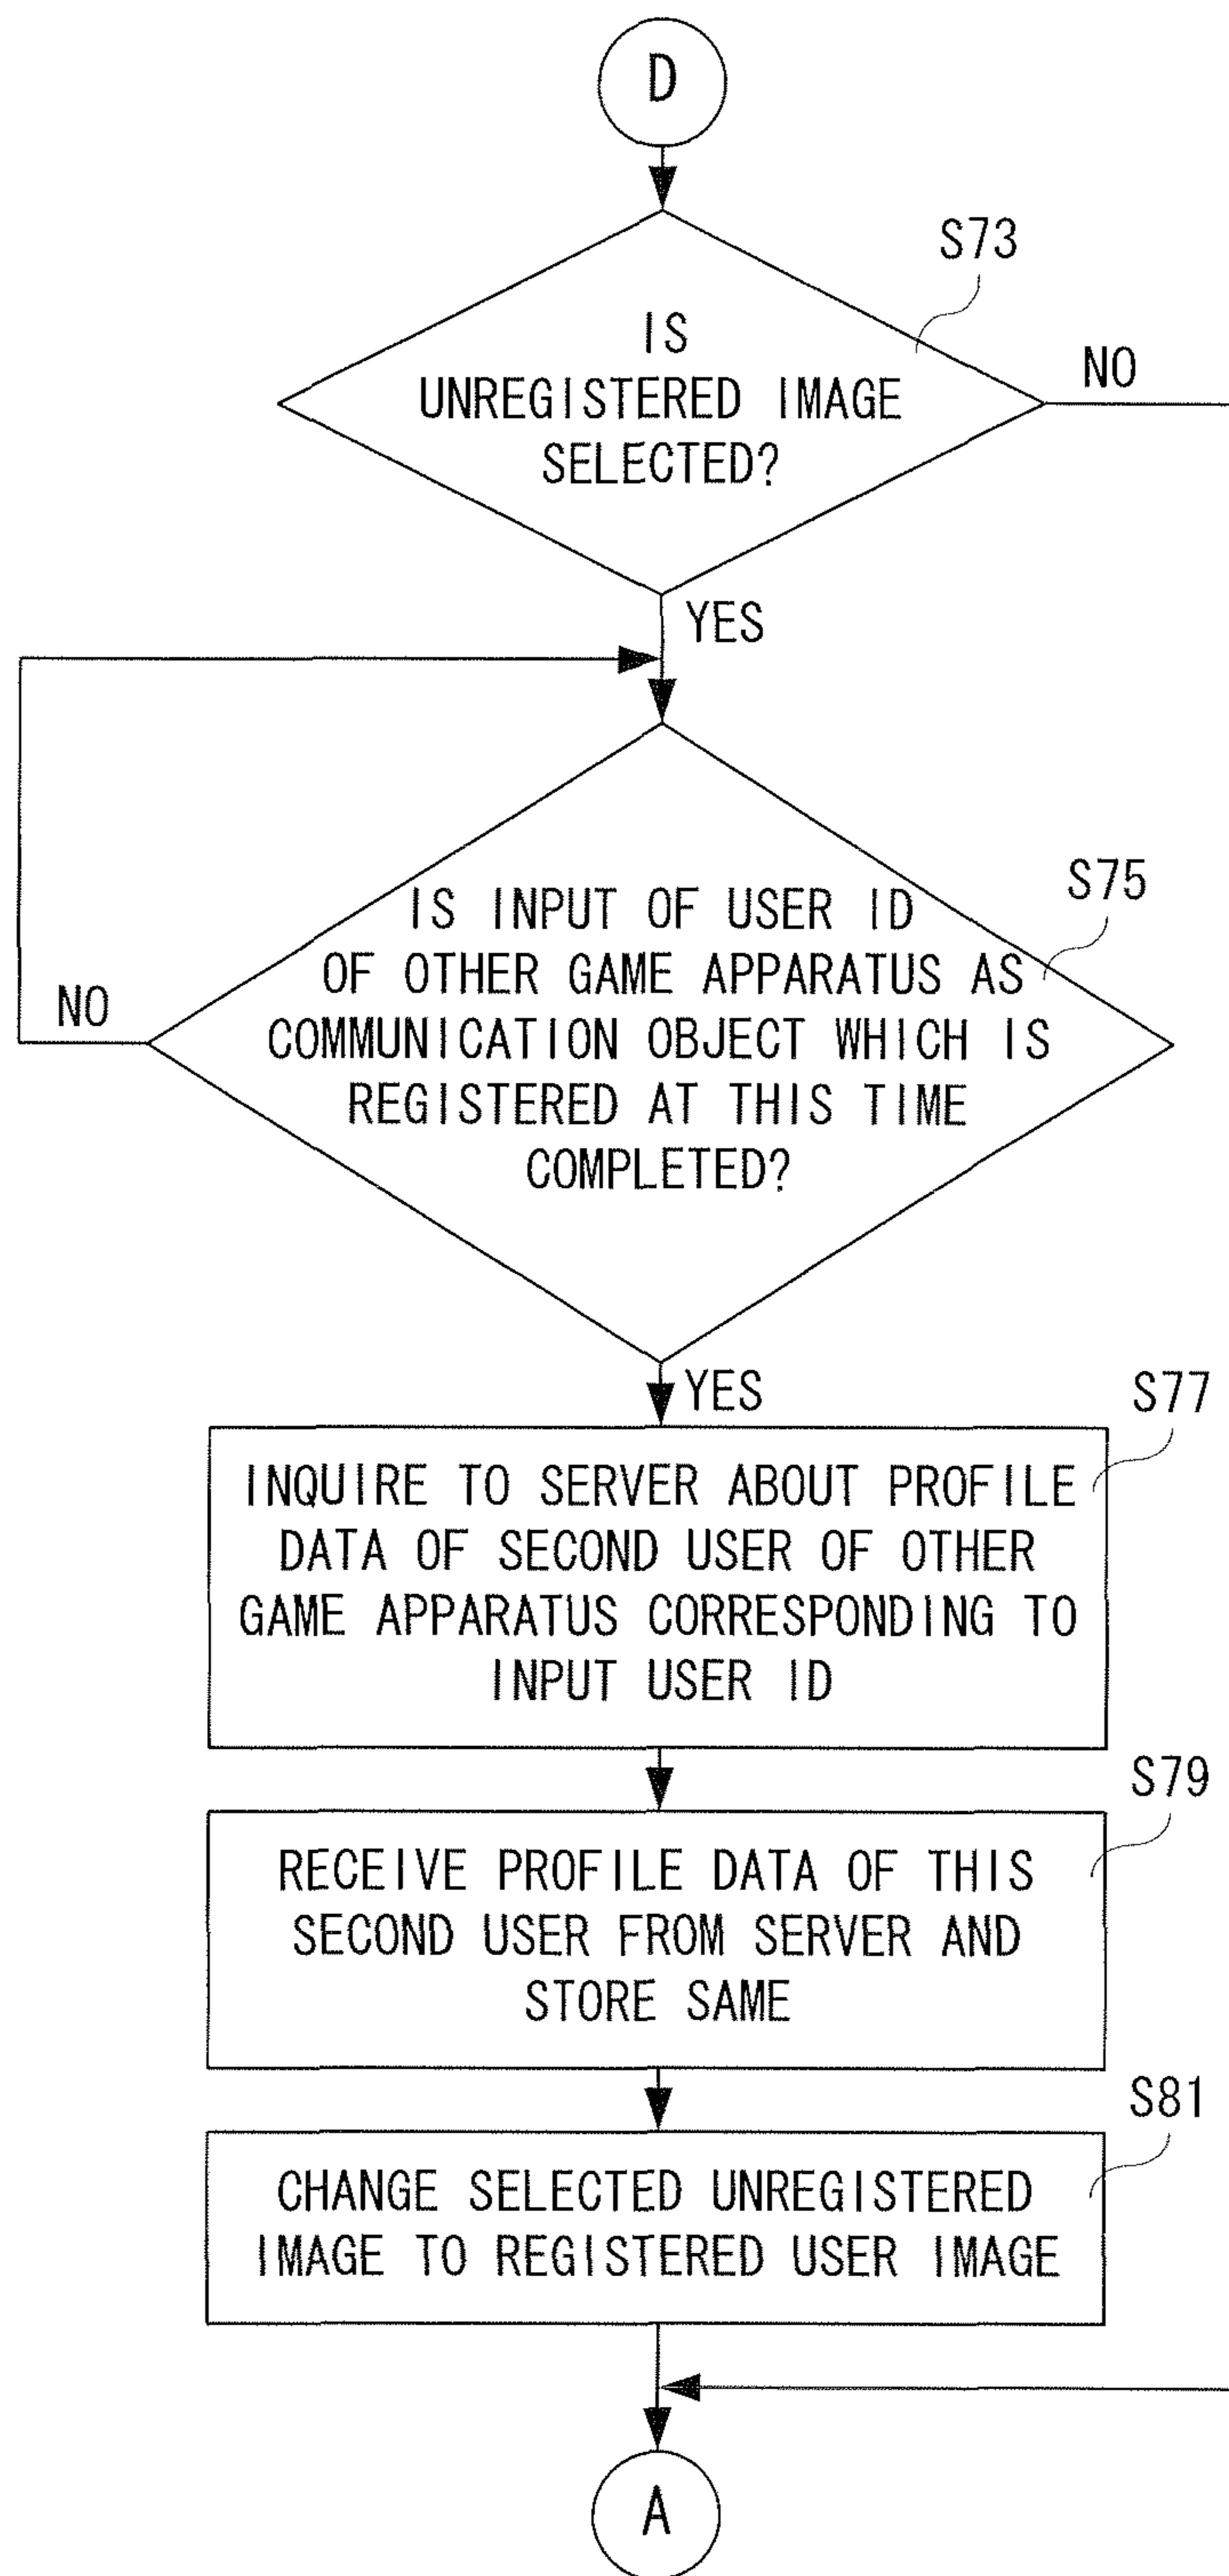 D
S73
IS
UNREGISTERED IMAGE
SELECTED?
NO
YES
S75
IS INPUT OF USER ID
OF OTHER GAME APPARATUS AS
COMMUNICATION OBJECT WHICH IS
REGISTERED AT THIS TIME
COMPLETED?
NO
YES
S77
INQUIRE TO SERVER ABOUT PROFILE
DATA OF SECOND USER OF OTHER
GAME APPARATUS CORRESPONDING TO
INPUT USER ID
S79
RECEIVE PROFILE DATA OF THIS
SECOND USER FROM SERVER AND
STORE SAME
S81
CHANGE SELECTED UNREGISTERED
IMAGE TO REGISTERED USER IMAGE
A